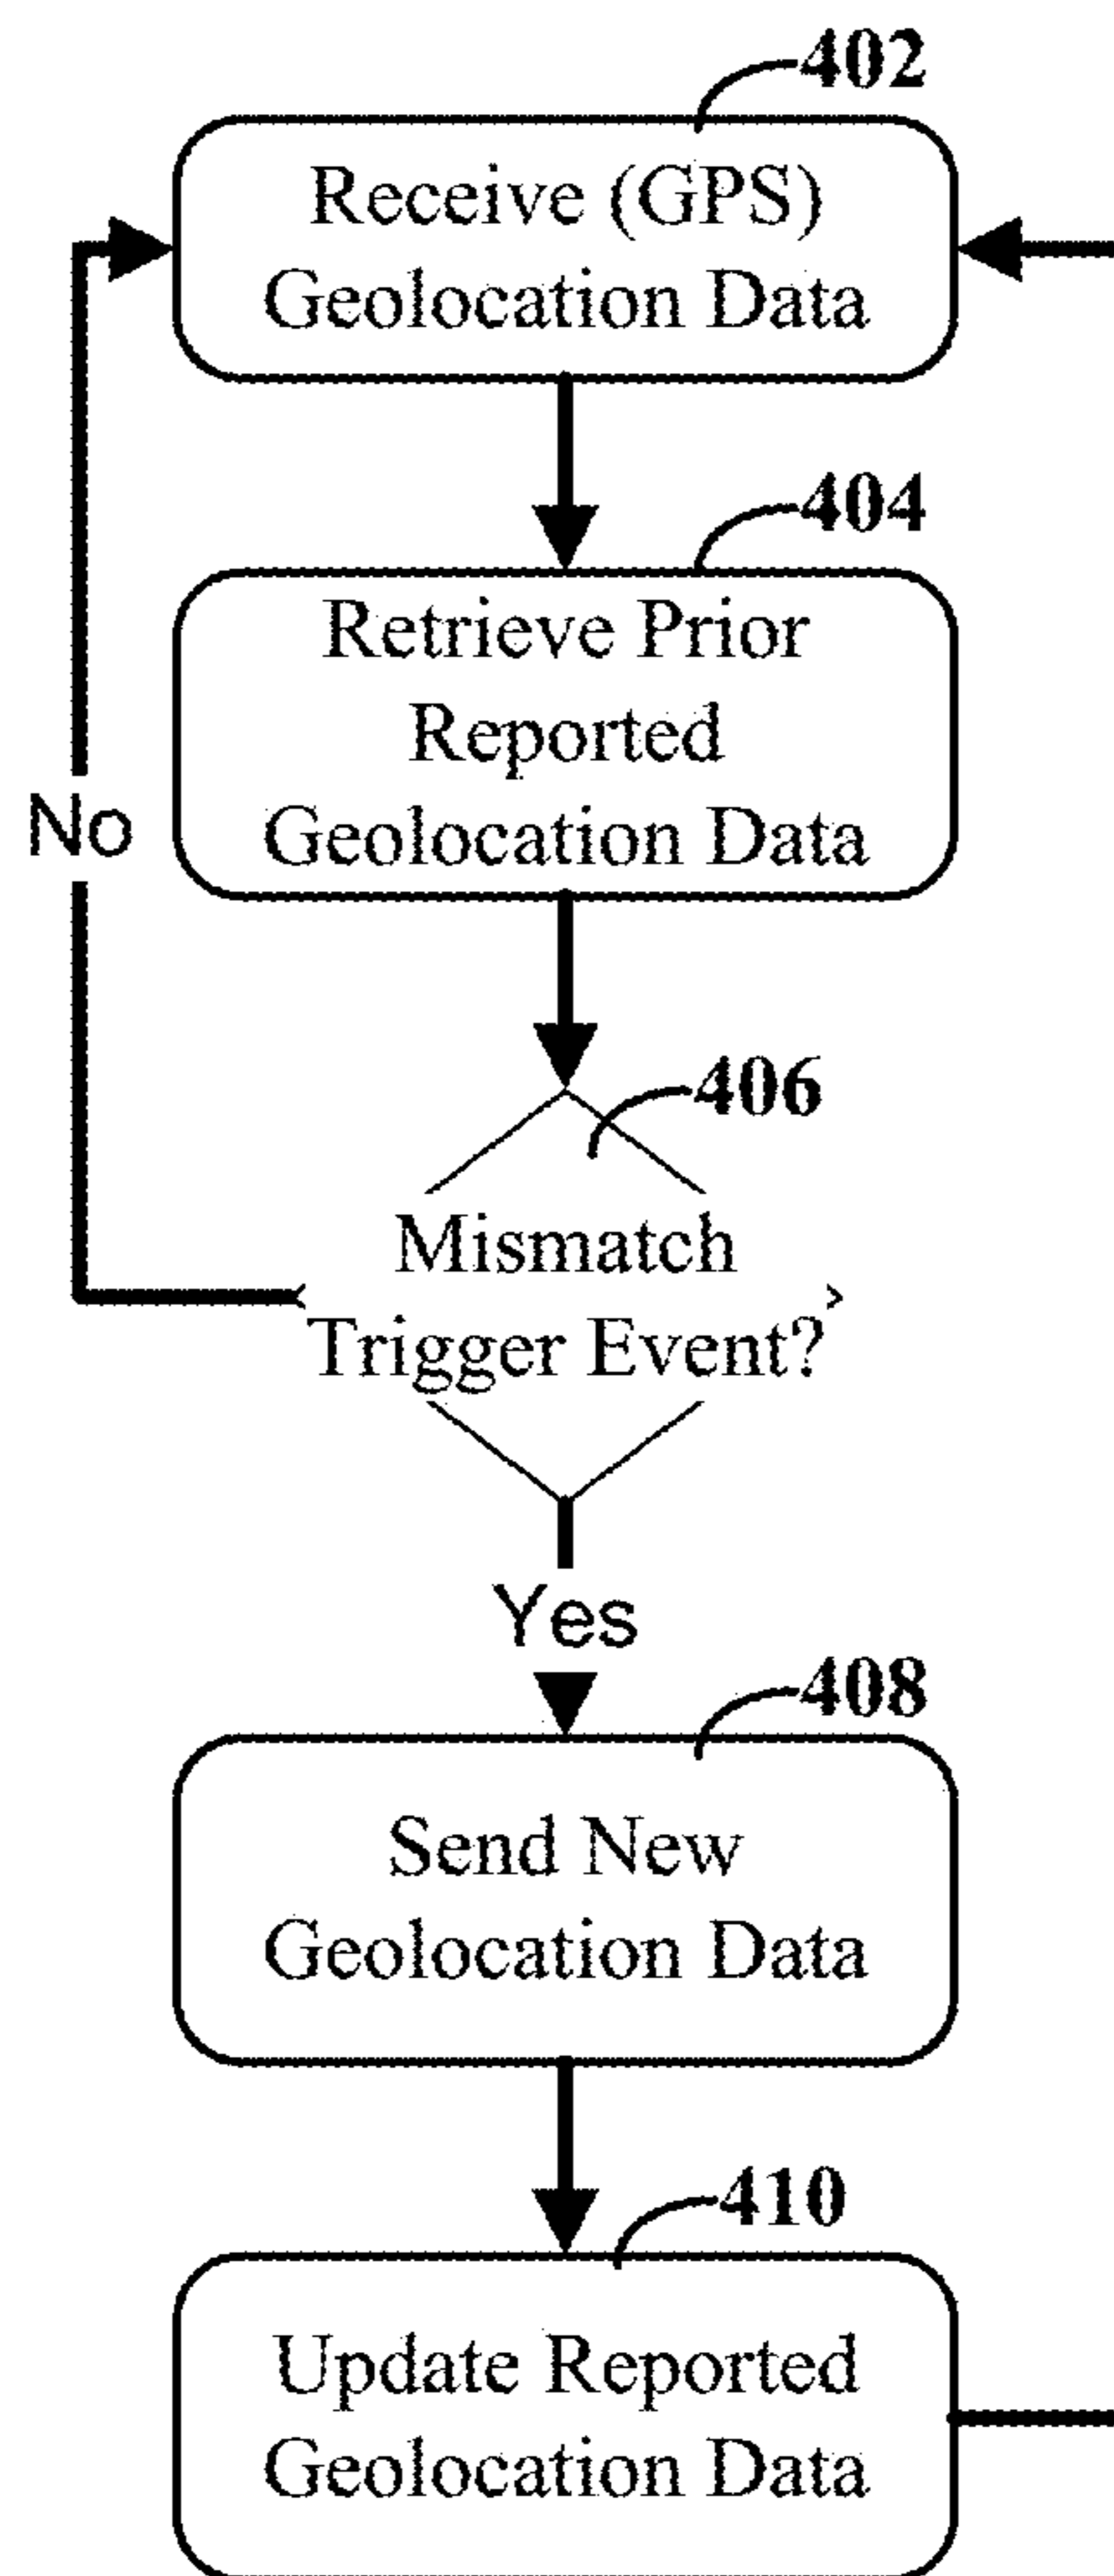 402
Receive (GPS)
Geolocation Data
404
Retrieve Prior
Reported
Geolocation Data
No
406
Mismatch
Trigger Event?
Yes
408
Send New
Geolocation Data
410
Update Reported
Geolocation Data